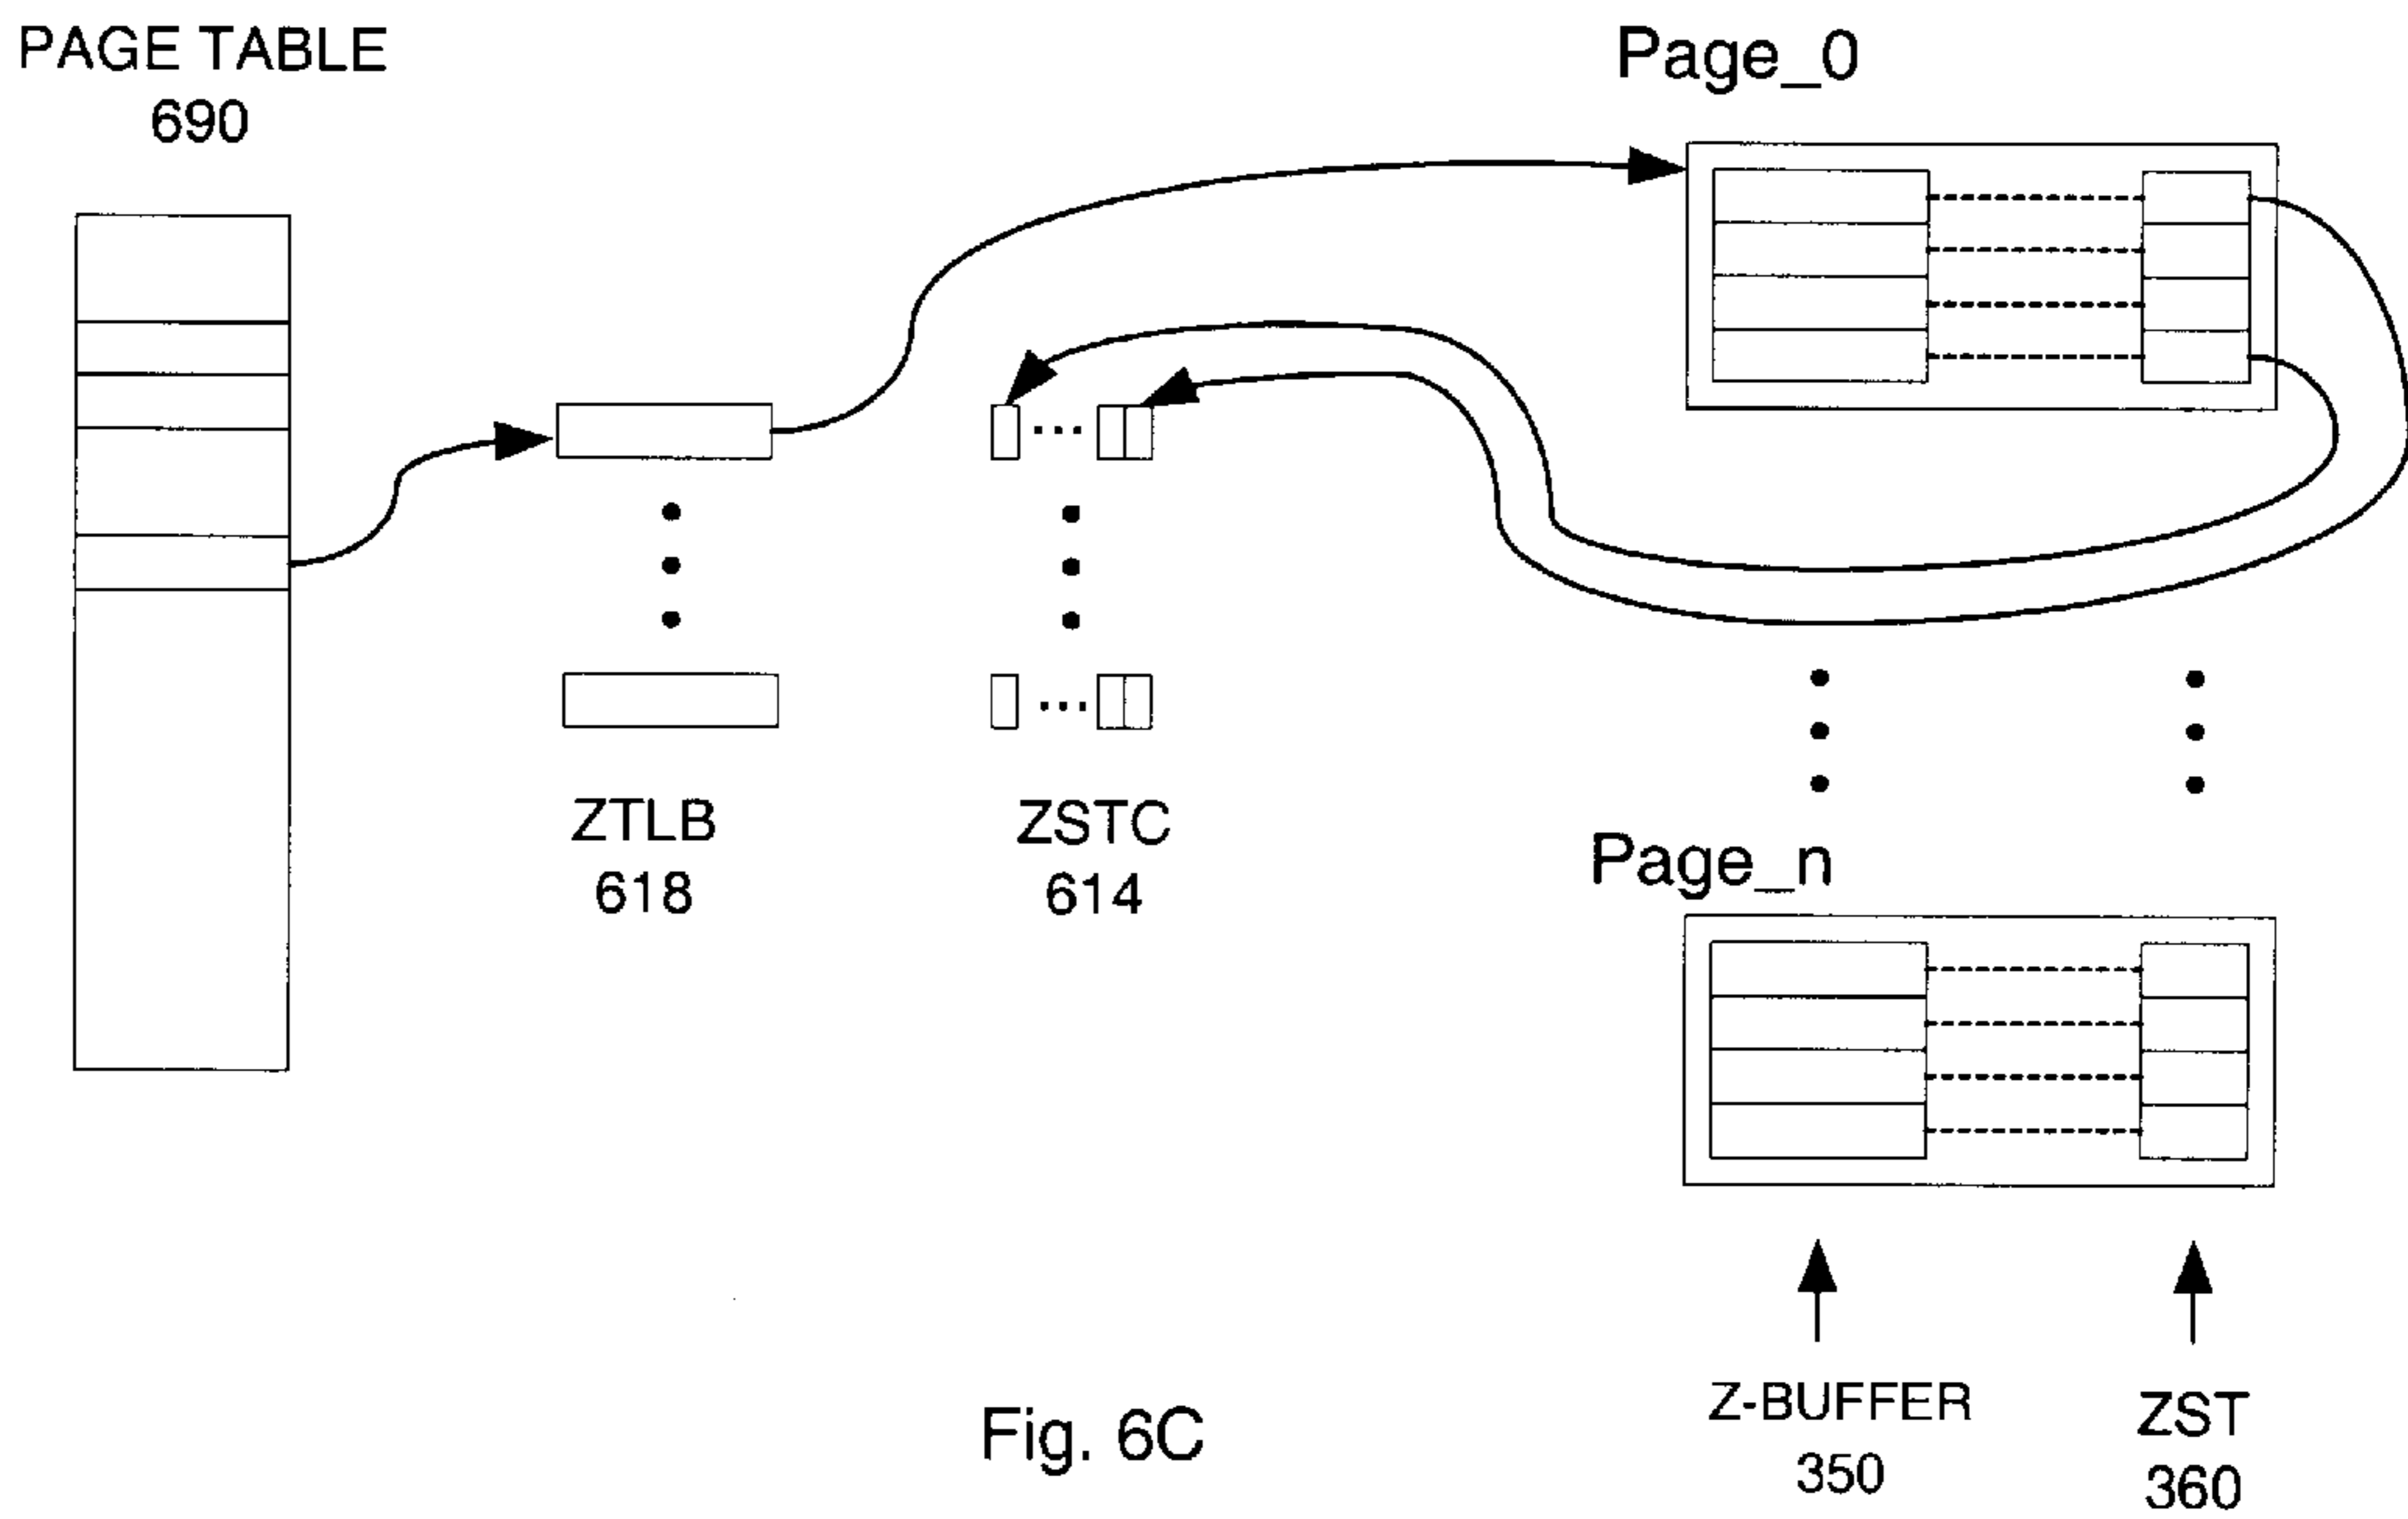 PAGE TABLE
690
Page_0
ZTLB
618
ZSTC
614
Page_n
Z-BUFFER
350
ZST
360
Fig. 6C